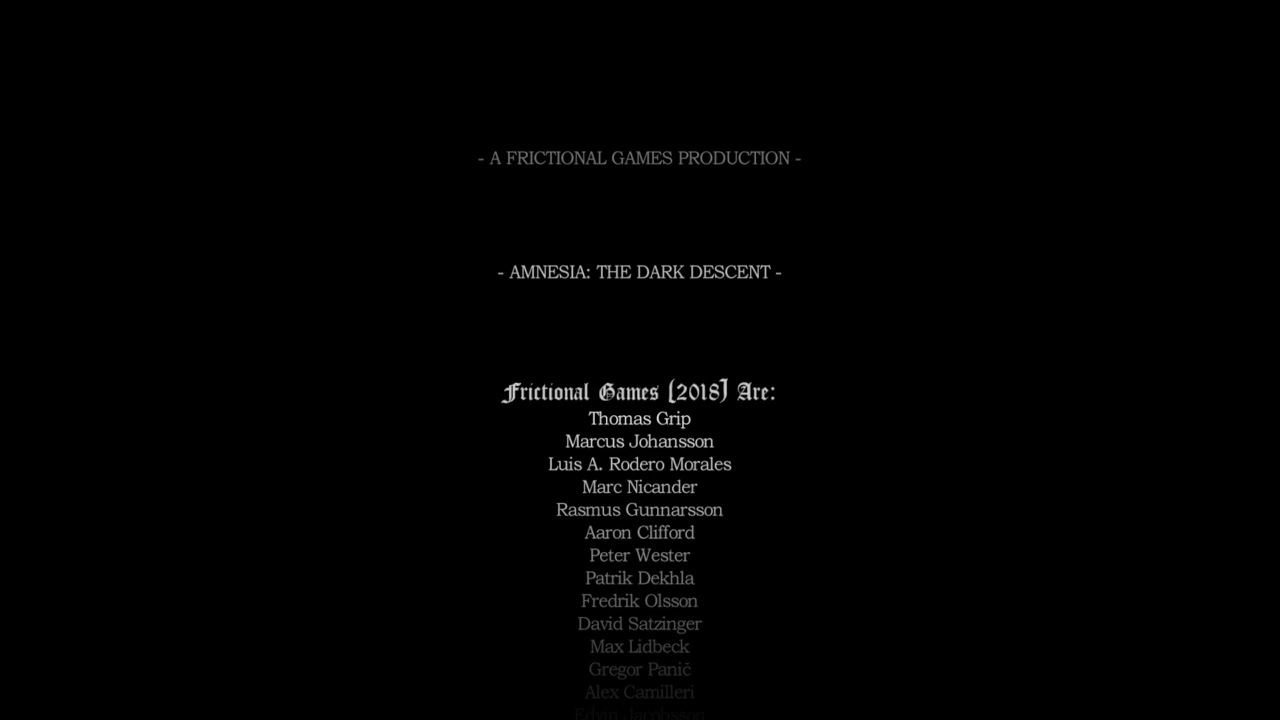 - A FRICTIONAL GAMES PRODUCTION -
- AMNESIA: THE DARK DESCENT -
Frictional Games [2018] Are:
Thomas Grip
Marcus Johansson
Luis A. Rodero Morales
Marc Nicander
Rasmus Gunnarsson
Aaron Clifford
Peter Wester
Patrik Dekhla
Fredrik Olsson
David Satzinger
Max Lidbeck
Gregor Panič
Alex Camilleri
Edvin Jacobsson